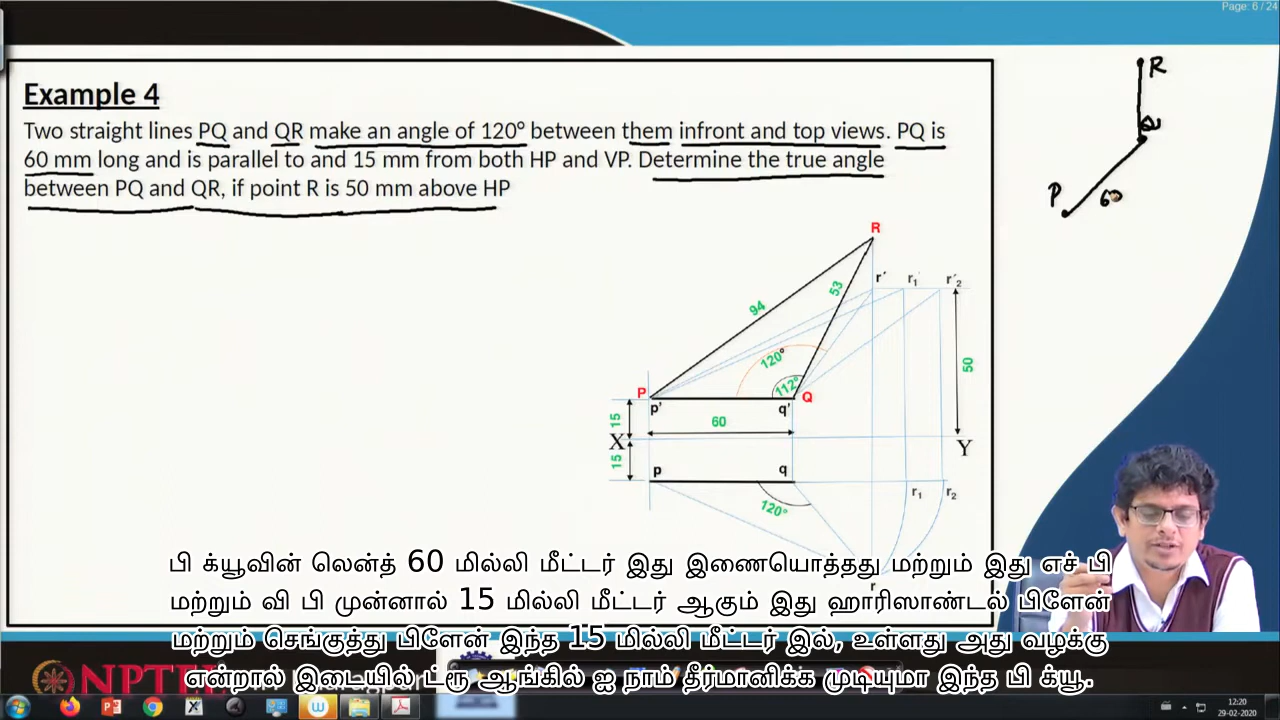 Page: 6 / 24
Example 4
Two straight lines PQ and QR make an angle of 120° between them infront and top views. PQ is
60 mm long and is parallel to and 15 mm from both HP and VP. Determine the true angle
between PQ and QR, if point R is 50 mm above HP
R
Q
P
60
R
r′ r₁′ r′₂
53
94
120°
50
112°
P Q
p′ q′
15
60
X Y
15
p q
r₁ r₂
120°
r
பி க்யூவின் லென்த் 60 மில்லி மீட்டர் இது இணையொத்தது மற்றும் இது எச் பி
மற்றும் வி பி முன்னால் 15 மில்லி மீட்டர் ஆகும் இது ஹாரிஸாண்டல் பிளேன்
மற்றும் செங்குத்து பிளேன் இந்த 15 மில்லி மீட்டர் இல், உள்ளது அது வழக்கு
என்றால் இடையில் ட்ரூ ஆங்கில் ஐ நாம் தீர்மானிக்க முடியுமா இந்த பி க்யூ.
12:20
29-02-2020